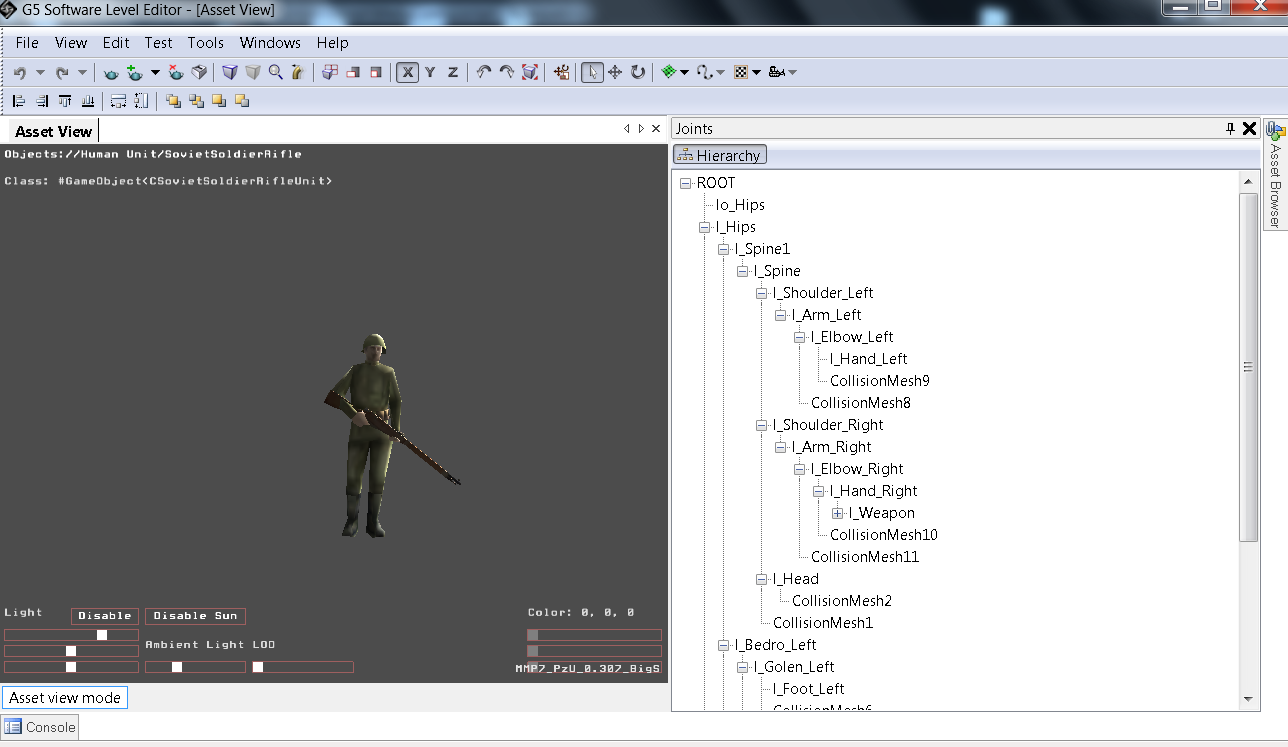 G5 Software Level Editor - [Asset View]
File View Edit Test Tools Windows Help
X Y Z
Asset View
Objects://Human Unit/SovietSoldierRifle
Class: #GameObject<CSovietSoldierRifleUnit>
Light
Disable
Disable Sun
Ambient Light LOD
Color: 0, 0, 0
MMP7_PzU_0.307_BigS
Asset view mode
Console
Joints
Hierarchy
ROOT
lo_Hips
l_Hips
l_Spine1
l_Spine
l_Shoulder_Left
l_Arm_Left
l_Elbow_Left
l_Hand_Left
CollisionMesh9
CollisionMesh8
l_Shoulder_Right
l_Arm_Right
l_Elbow_Right
l_Hand_Right
l_Weapon
CollisionMesh10
CollisionMesh11
l_Head
CollisionMesh2
CollisionMesh1
l_Bedro_Left
l_Golen_Left
l_Foot_Left
CollisionMesh6
Asset Browser